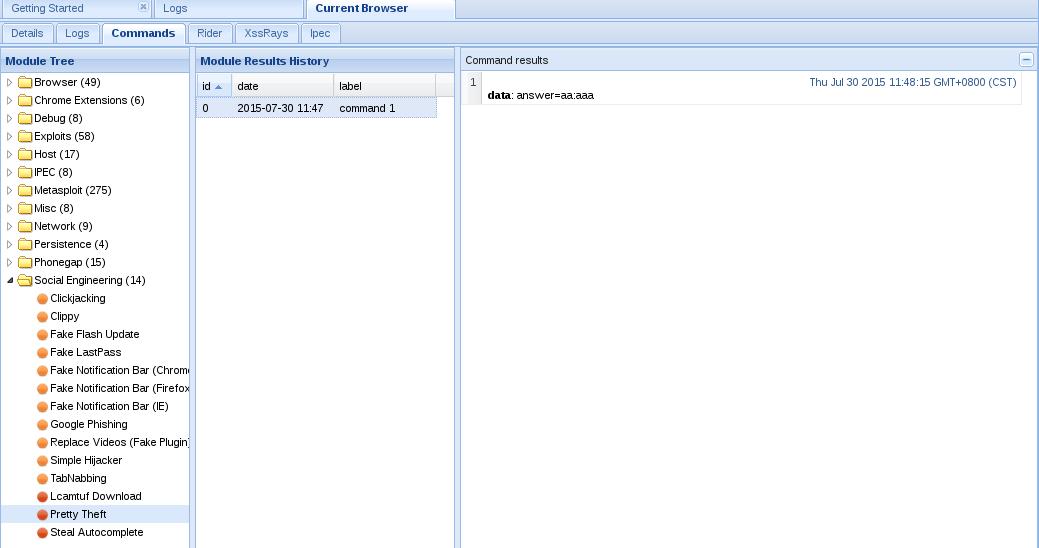 Getting Started
Logs
Current Browser
Details
Logs
Commands
Rider
XssRays
Ipec
Module Tree
Browser (49)
Chrome Extensions (6)
Debug (8)
Exploits (58)
Host (17)
IPEC (8)
Metasploit (275)
Misc (8)
Network (9)
Persistence (4)
Phonegap (15)
Social Engineering (14)
Clickjacking
Clippy
Fake Flash Update
Fake LastPass
Fake Notification Bar (Chrom
Fake Notification Bar (Firefox
Fake Notification Bar (IE)
Google Phishing
Replace Videos (Fake Plugin)
Simple Hijacker
TabNabbing
Lcamtuf Download
Pretty Theft
Steal Autocomplete
Module Results History
id date label
0 2015-07-30 11:47 command 1
Command results
1 Thu Jul 30 2015 11:48:15 GMT+0800 (CST)
data: answer=aa:aaa